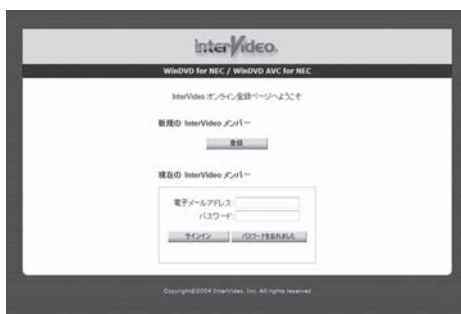 InterVideo.
WinDVD for NEC / WinDVD AVC for NEC
InterVideo オンライン登録ページへようこそ
新規の InterVideo メンバー
登録
現在の InterVideo メンバー
電子メールアドレス:
パスワード:
サインイン パスワードを忘れました
Copyright©2004 InterVideo, Inc. All rights reserved